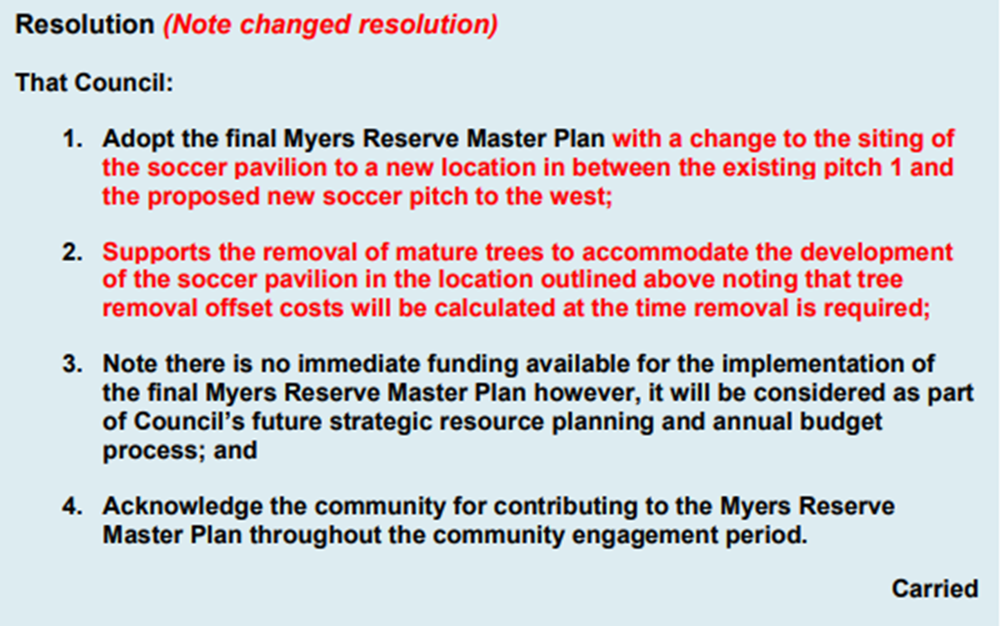 Resolution (Note changed resolution)
That Council:
1. Adopt the final Myers Reserve Master Plan with a change to the siting of
the soccer pavilion to a new location in between the existing pitch 1 and
the proposed new soccer pitch to the west;
2. Supports the removal of mature trees to accommodate the development
of the soccer pavilion in the location outlined above noting that tree
removal offset costs will be calculated at the time removal is required;
3. Note there is no immediate funding available for the implementation of
the final Myers Reserve Master Plan however, it will be considered as part
of Council’s future strategic resource planning and annual budget
process; and
4. Acknowledge the community for contributing to the Myers Reserve
Master Plan throughout the community engagement period.
Carried